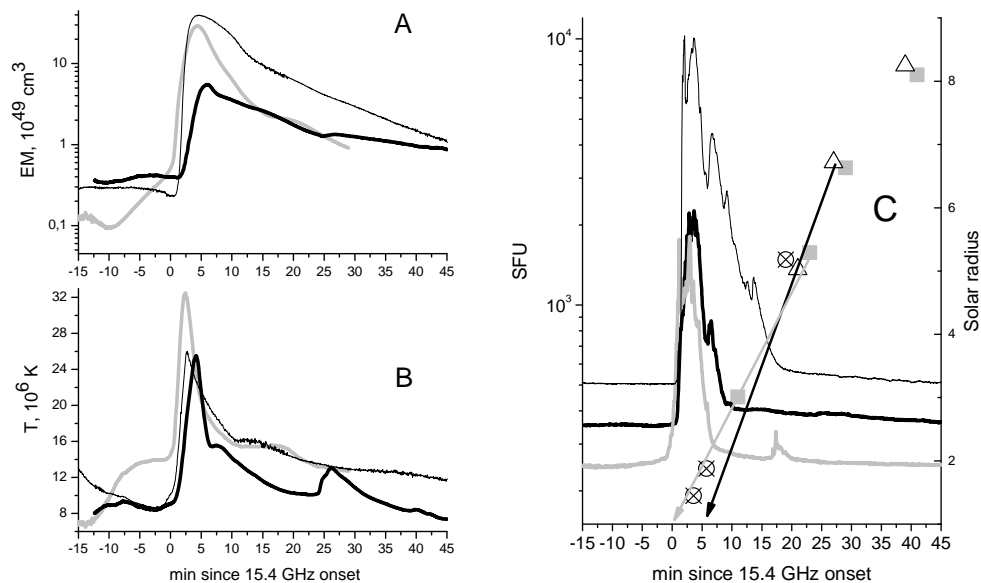 A
EM, 10^49 cm^3
10
1
0,1
-15 -10 -5 0 5 10 15 20 25 30 35 40 45
B
T, 10^6 K
32
28
24
20
16
12
8
-15 -10 -5 0 5 10 15 20 25 30 35 40 45
min since 15.4 GHz onset
C
SFU
10^4
10^3
Solar radius
8
6
4
2
-15 -10 -5 0 5 10 15 20 25 30 35 40 45
min since 15.4 GHz onset